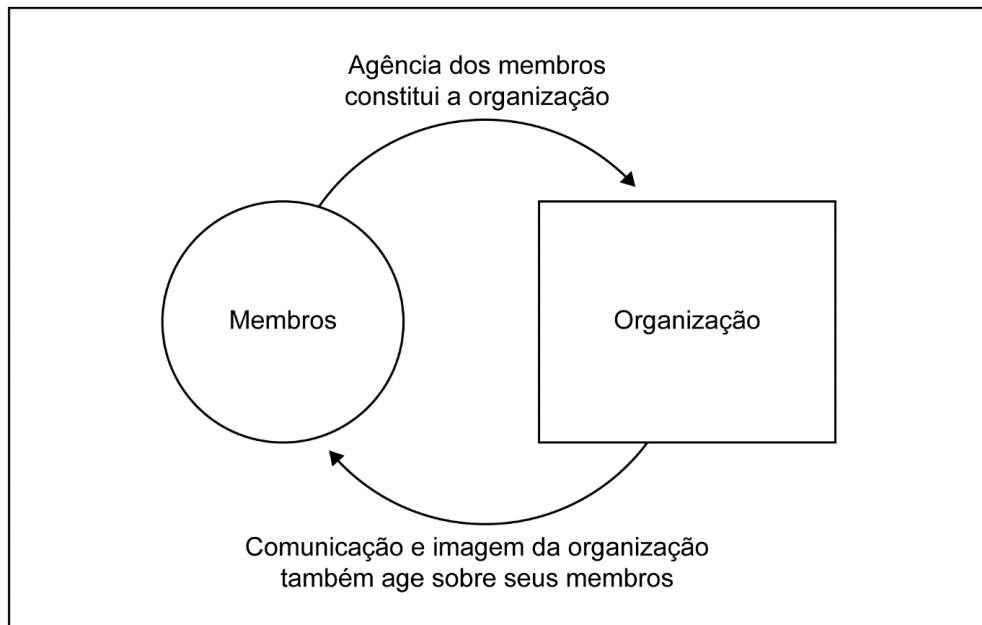 Agência dos membros
constitui a organização
Membros
Organização
Comunicação e imagem da organização
também age sobre seus membros